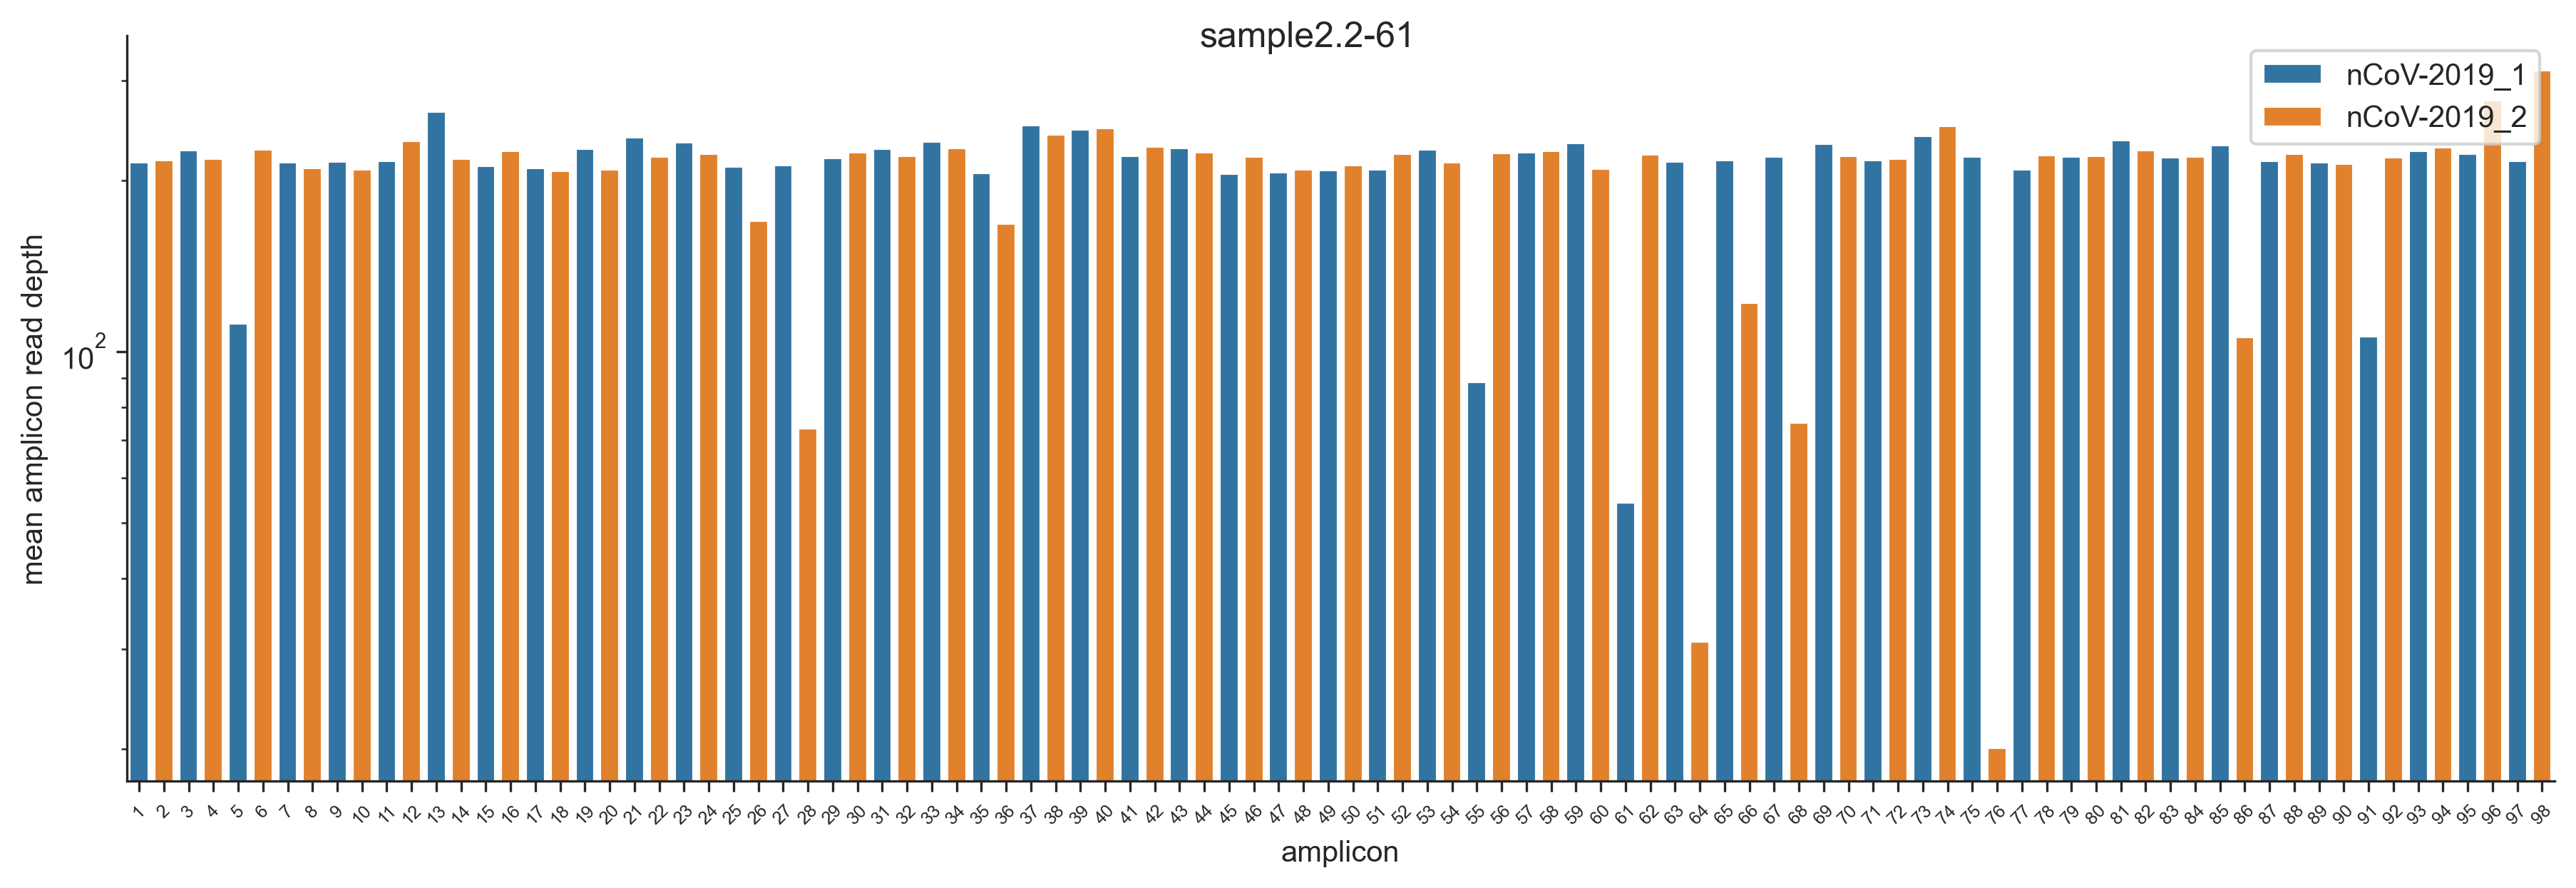 sample2.2-61
nCoV-2019_1
nCoV-2019_2
mean amplicon read depth
10²
1 2 3 4 5 6 7 8 9 10 11 12 13 14 15 16 17 18 19 20 21 22 23 24 25 26 27 28 29 30 31 32 33 34 35 36 37 38 39 40 41 42 43 44 45 46 47 48 49 50 51 52 53 54 55 56 57 58 59 60 61 62 63 64 65 66 67 68 69 70 71 72 73 74 75 76 77 78 79 80 81 82 83 84 85 86 87 88 89 90 91 92 93 94 95 96 97 98
amplicon